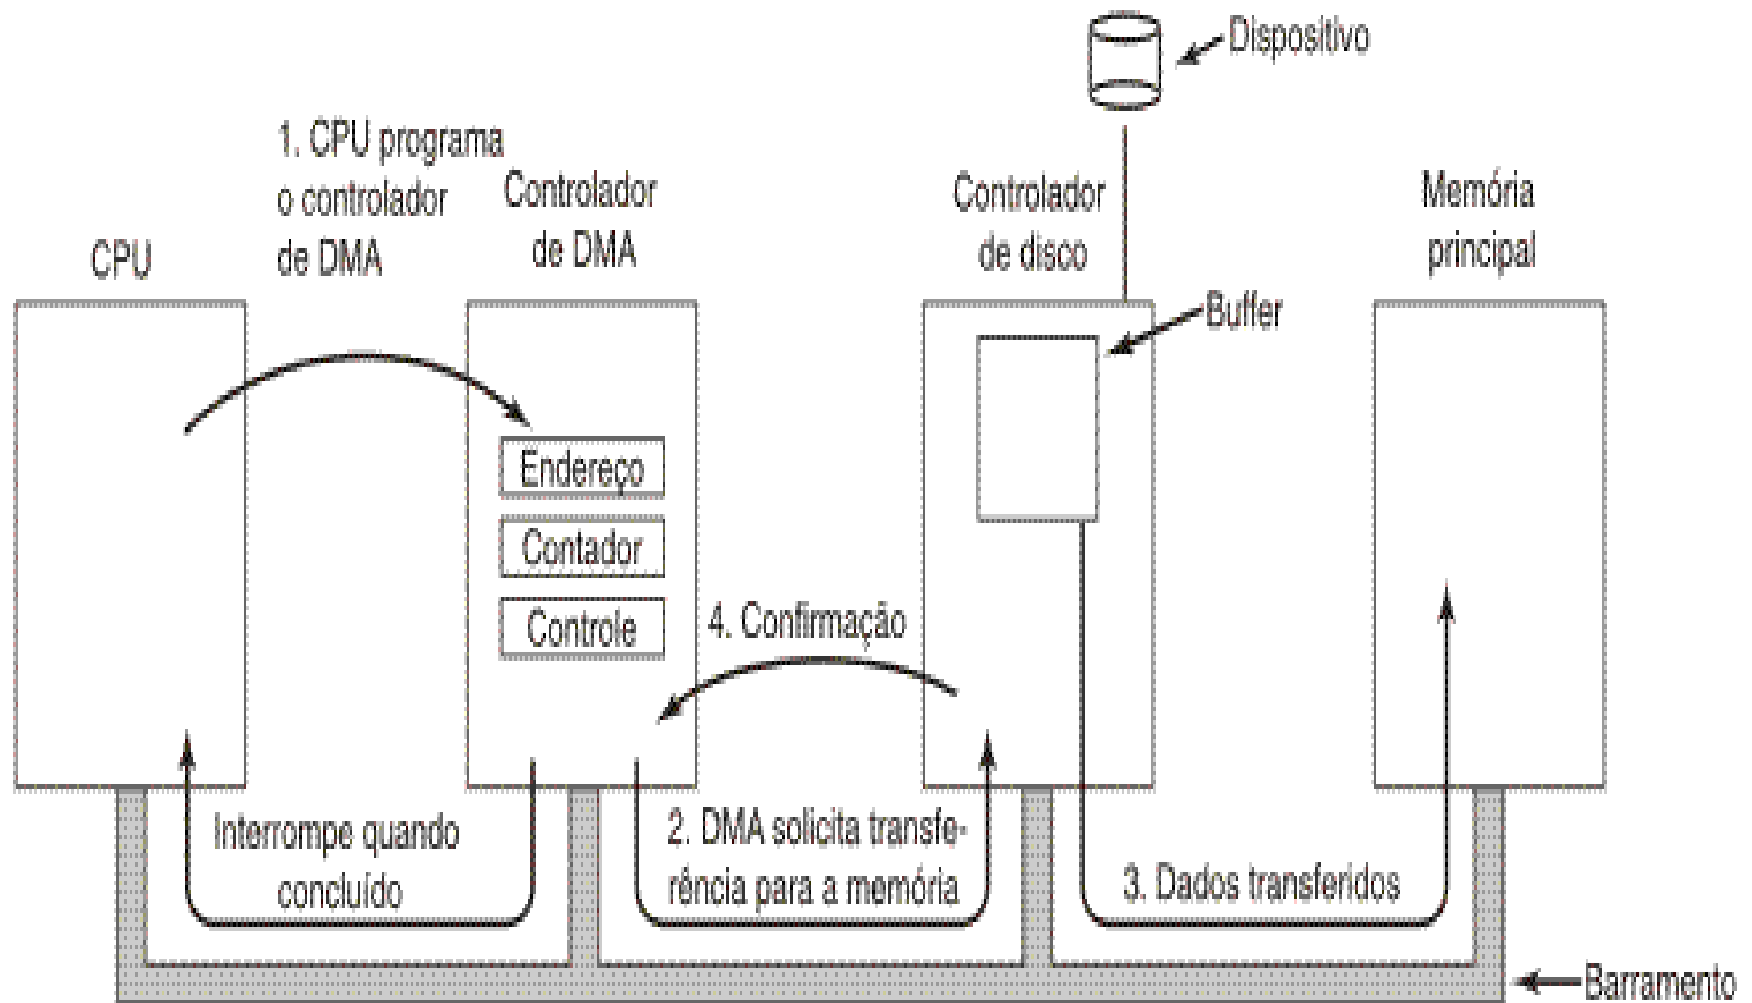 Dispositivo
1. CPU programa
o controlador
de DMA
CPU
Controlador
de DMA
Controlador
de disco
Memória
principal
Buffer
Endereço
Contador
Controle
4. Confirmação
Interrompe quando
concluído
2. DMA solicita transfe-
rência para a memória
3. Dados transferidos
Barramento